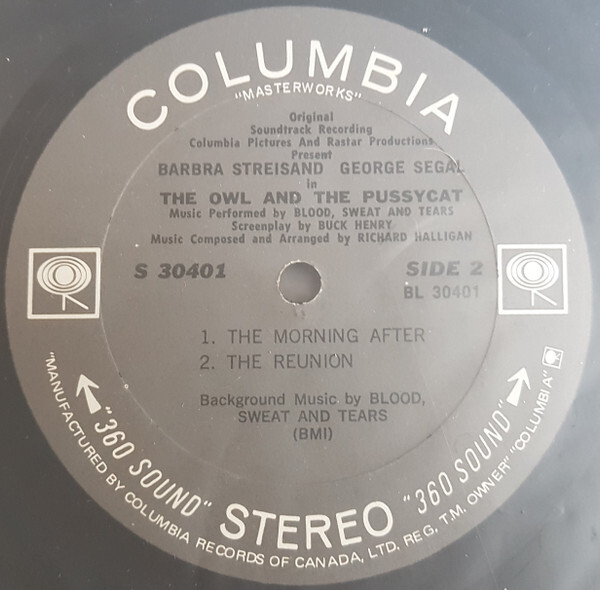 COLUMBIA
"MASTERWORKS"
Original
Soundtrack Recording
Columbia Pictures And Rastar Productions
Present
BARBRA STREISAND GEORGE SEGAL
in
THE OWL AND THE PUSSYCAT
Music Performed by BLOOD, SWEAT AND TEARS
Screenplay by BUCK HENRY
Music Composed and Arranged by RICHARD HALLIGAN
S 30401
SIDE 2
BL 30401
1. THE MORNING AFTER
2. THE REUNION
Background Music by BLOOD,
SWEAT AND TEARS
(BMI)
"360 SOUND" STEREO "360 SOUND"
"MANUFACTURED BY COLUMBIA RECORDS OF CANADA, LTD. REG. T.M. OWNER" "COLUMBIA"